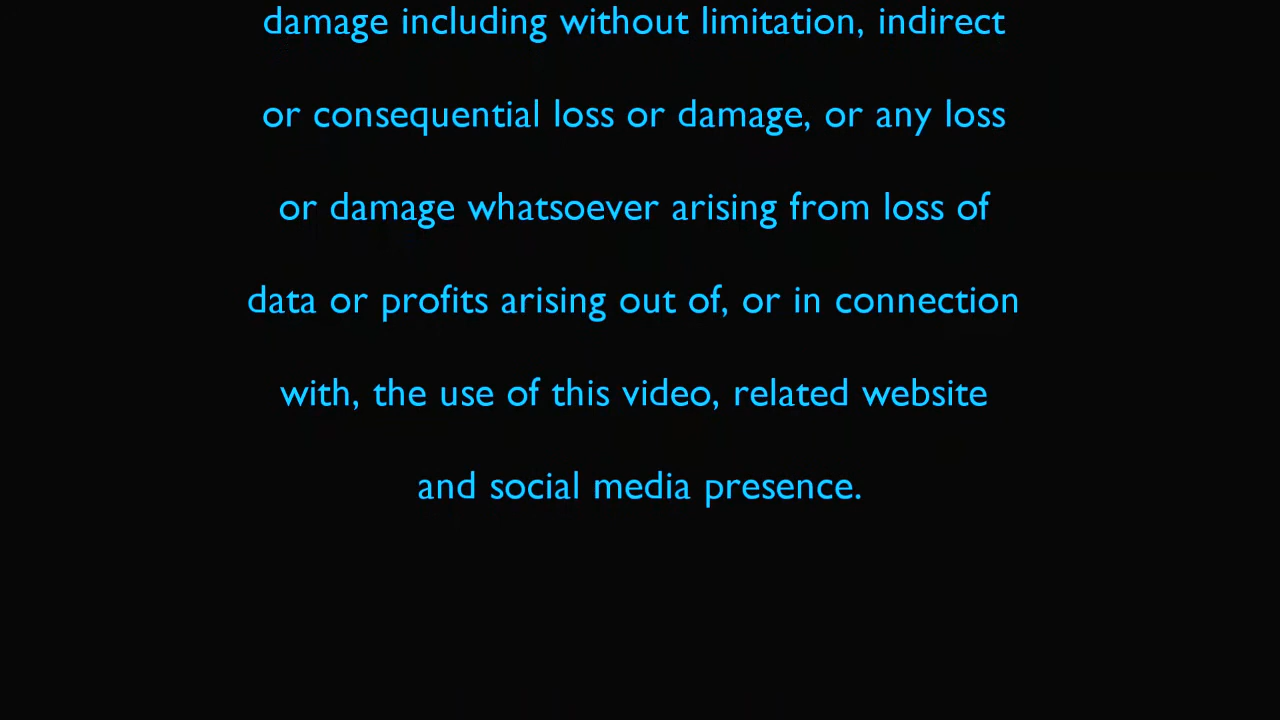 damage including without limitation, indirect
or consequential loss or damage, or any loss
or damage whatsoever arising from loss of
data or profits arising out of, or in connection
with, the use of this video, related website
and social media presence.